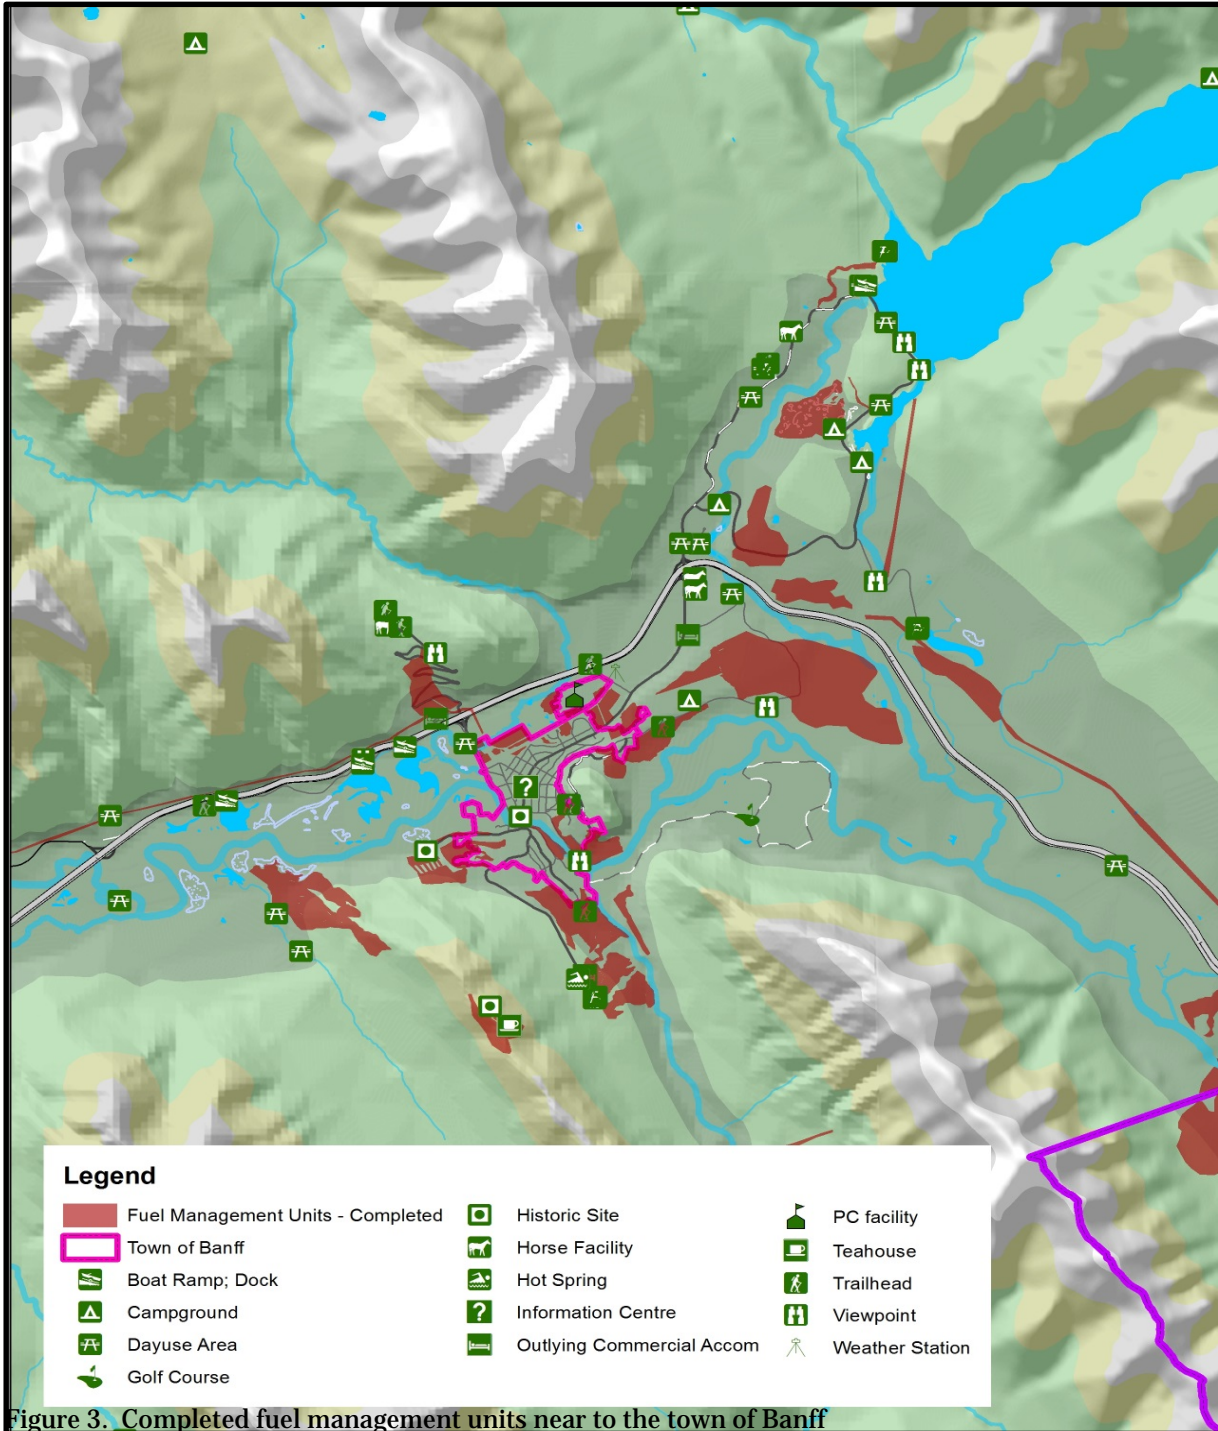 Legend
Fuel Management Units - Completed
Town of Banff
Boat Ramp; Dock
Campground
Dayuse Area
Golf Course
Historic Site
Horse Facility
Hot Spring
? Information Centre
Outlying Commercial Accom
PC facility
Teahouse
Trailhead
Viewpoint
Weather Station
Figure 3. Completed fuel management units near to the town of Banff